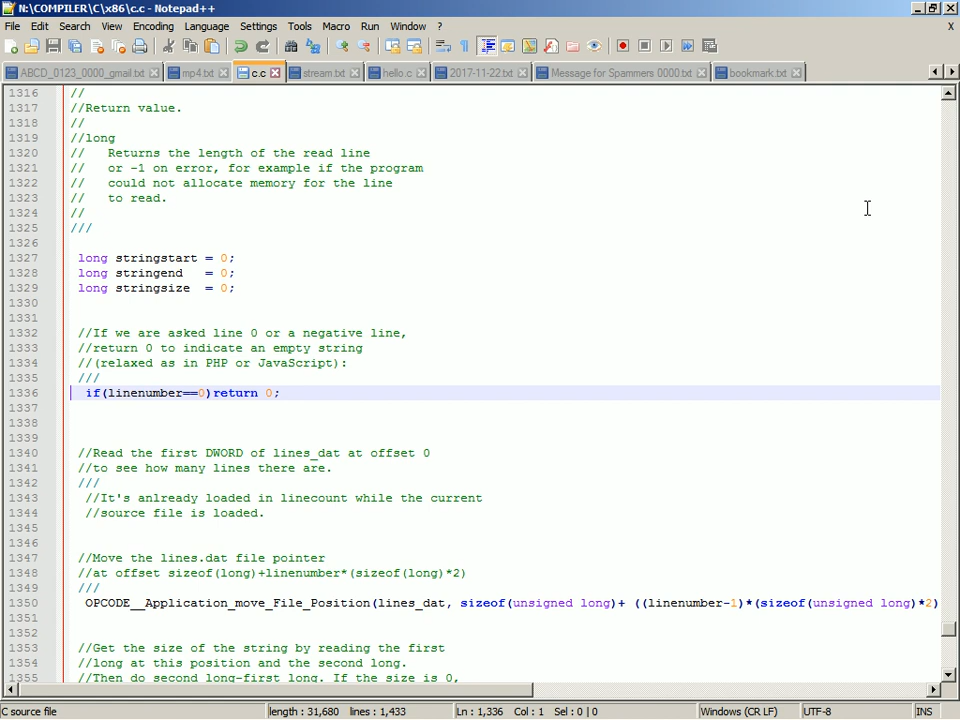 N:\COMPILER\C\x86\c.c - Notepad++
File Edit Search View Encoding Language Settings Tools Macro Run Window ?
X
ABCD_0123_0000_gmail.txt mp4.txt c.c stream.txt hello.c 2017-11-22.txt Message for Spammers 0000.txt bookmark.txt
1316 //
1317 //Return value.
1318 //
1319 //long
1320 // Returns the length of the read line
1321 // or -1 on error, for example if the program
1322 // could not allocate memory for the line
1323 // to read.
1324 //
1325 ///
1326
1327 long stringstart = 0;
1328 long stringend = 0;
1329 long stringsize = 0;
1330
1331
1332 //If we are asked line 0 or a negative line,
1333 //return 0 to indicate an empty string
1334 //(relaxed as in PHP or JavaScript):
1335 ///
1336 if(linenumber==0)return 0;
1337
1338
1339
1340 //Read the first DWORD of lines_dat at offset 0
1341 //to see how many lines there are.
1342 ///
1343 //It's anlready loaded in linecount while the current
1344 //source file is loaded.
1345
1346
1347 //Move the lines.dat file pointer
1348 //at offset sizeof(long)+linenumber*(sizeof(long)*2)
1349 ///
1350 OPCODE__Application_move_File_Position(lines_dat, sizeof(unsigned long)+ ((linenumber-1)*(sizeof(unsigned long)*2)
1351
1352
1353 //Get the size of the string by reading the first
1354 //long at this position and the second long.
1355 //Then do second long-first long. If the size is 0,
C source file length : 31,680 lines : 1,433 Ln : 1,336 Col : 1 Sel : 0 | 0 Windows (CR LF) UTF-8 INS